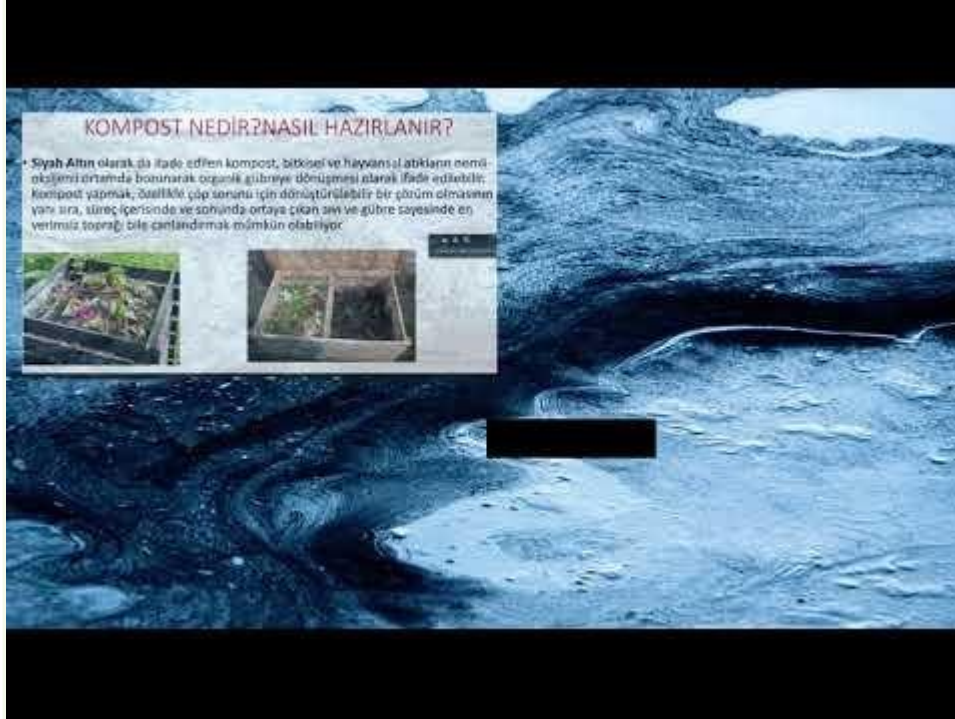 KOMPOST NEDİR?NASIL HAZIRLANIR?
• Siyah Altın olarak da ifade edilen kompost, bitkisel ve hayvansal atıkların nemli-
oksijenli ortamda bozunarak organik gübreye dönüşmesi olarak ifade edilebilir.
Kompost yapmak, özellikle çöp sorunu için dönüştürülebilir bir çözüm olmasının
yanı sıra, süreç içerisinde ve sonunda ortaya çıkan sıvı ve gübre sayesinde en
verimsiz toprağı bile canlandırmak mümkün olabiliyor.